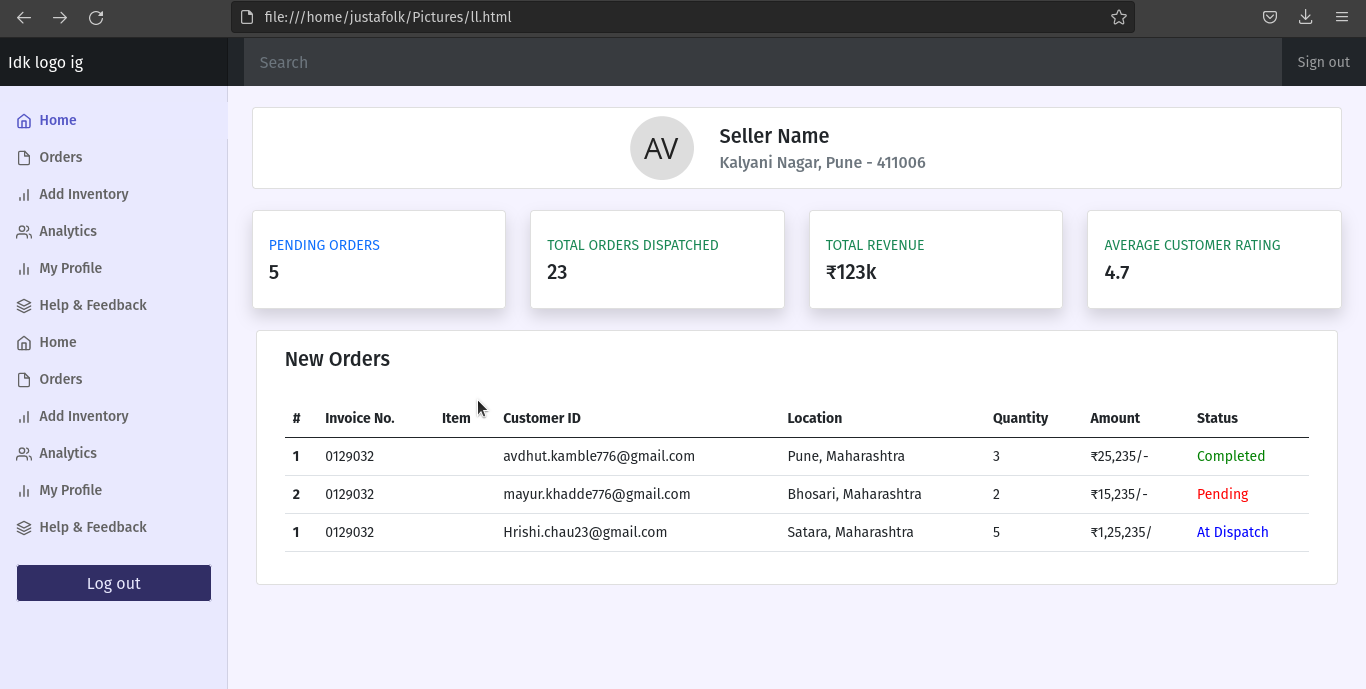 file:///home/justafolk/Pictures/ll.html
Idk logo ig
Search
Sign out
Home
Orders
Add Inventory
Analytics
My Profile
Help & Feedback
Home
Orders
Add Inventory
Analytics
My Profile
Help & Feedback
Log out
AV
Seller Name
Kalyani Nagar, Pune - 411006
PENDING ORDERS
5
TOTAL ORDERS DISPATCHED
23
TOTAL REVENUE
₹123k
AVERAGE CUSTOMER RATING
4.7
New Orders
# Invoice No. Item Customer ID Location Quantity Amount Status
1 0129032 avdhut.kamble776@gmail.com Pune, Maharashtra 3 ₹25,235/- Completed
2 0129032 mayur.khadde776@gmail.com Bhosari, Maharashtra 2 ₹15,235/- Pending
1 0129032 Hrishi.chau23@gmail.com Satara, Maharashtra 5 ₹1,25,235/ At Dispatch